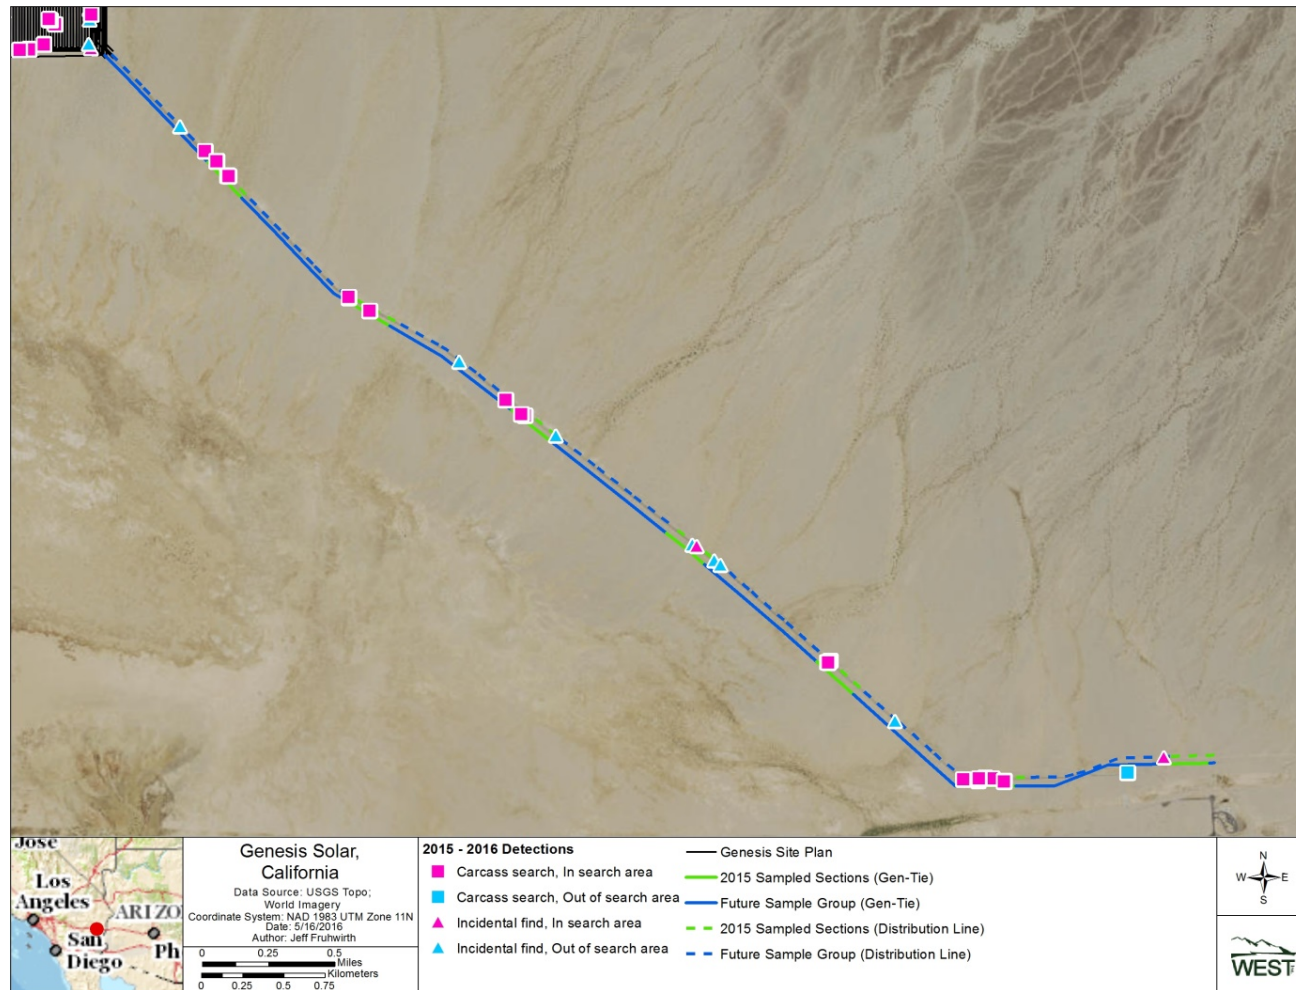 Jose
Los
Angeles
ARIZO
San
Diego
Ph
Genesis Solar,
California
Data Source: USGS Topo;
World Imagery
Coordinate System: NAD 1983 UTM Zone 11N
Date: 5/16/2016
Author: Jeff Fruhwirth
0 0.25 0.5
Miles
Kilometers
0 0.25 0.5 0.75
2015 - 2016 Detections
Carcass search, In search area
Carcass search, Out of search area
Incidental find, In search area
Incidental find, Out of search area
Genesis Site Plan
2015 Sampled Sections (Gen-Tie)
Future Sample Group (Gen-Tie)
2015 Sampled Sections (Distribution Line)
Future Sample Group (Distribution Line)
N
W E
S
WEST